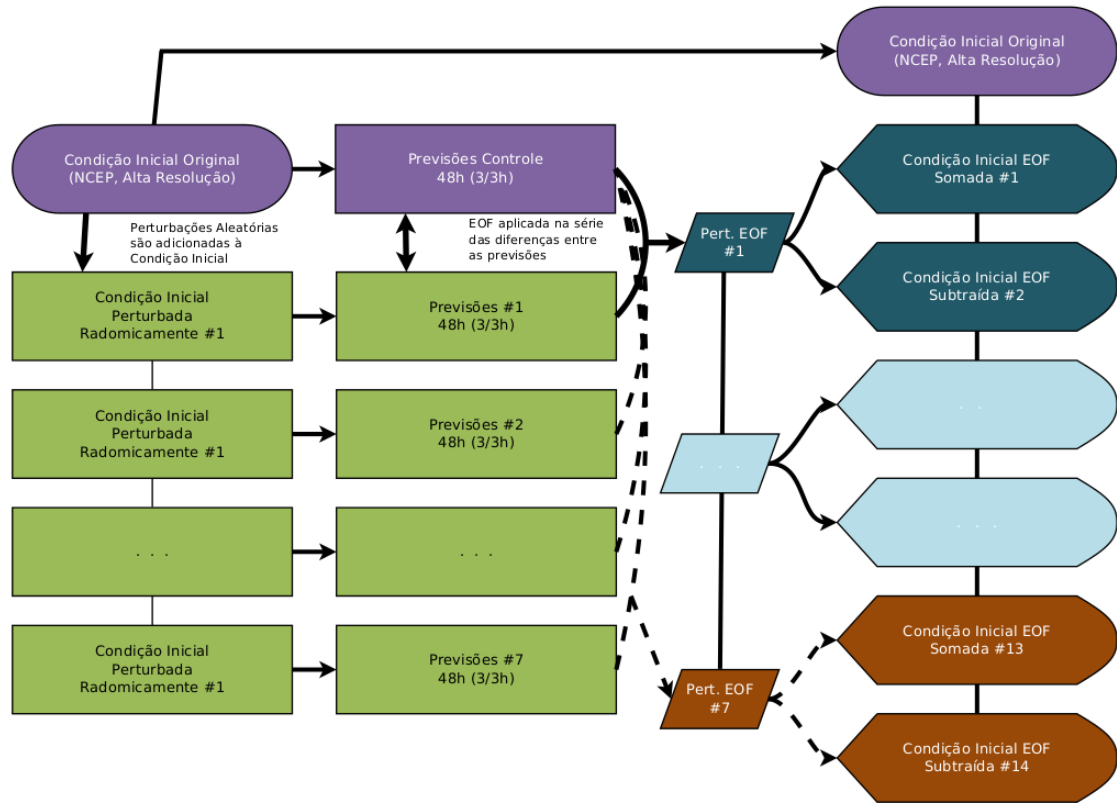 Condição Inicial Original
(NCEP, Alta Resolução)
Condição Inicial Original
(NCEP, Alta Resolução)
Previsões Controle
48h (3/3h)
Condição Inicial EOF
Somada #1
Perturbações Aleatórias
são adicionadas à
Condição Inicial
EOF aplicada na série
das diferenças entre
as previsões
Pert. EOF
#1
Condição Inicial EOF
Subtraída #2
Condição Inicial
Perturbada
Radomicamente #1
Previsões #1
48h (3/3h)
Condição Inicial
Perturbada
Radomicamente #1
Previsões #2
48h (3/3h)
. .
. . .
. . .
. . .
. . .
Condição Inicial
Perturbada
Radomicamente #1
Previsões #7
48h (3/3h)
Pert. EOF
#7
Condição Inicial EOF
Somada #13
Condição Inicial EOF
Subtraída #14